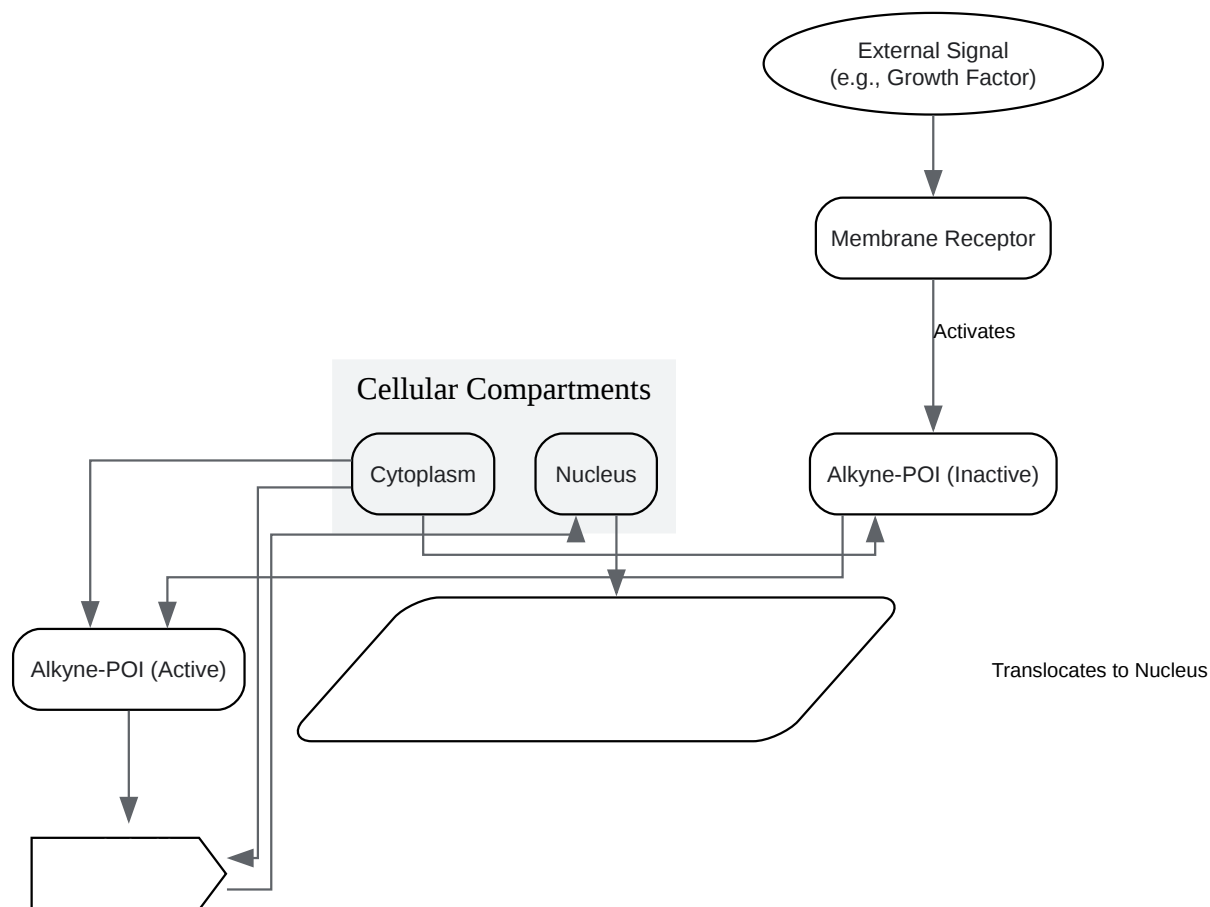 External Signal
(e.g., Growth Factor)
Membrane Receptor
Activates
Cellular Compartments
Cytoplasm
Nucleus
Alkyne-POI (Inactive)
Alkyne-POI (Active)
Translocates to Nucleus